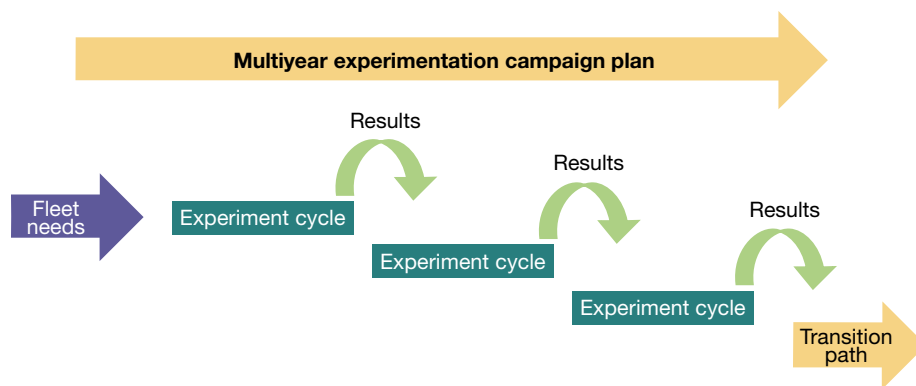 Multiyear experimentation campaign plan
Results
Results
Results
Fleet
needs
Experiment cycle
Experiment cycle
Experiment cycle
Transition
path